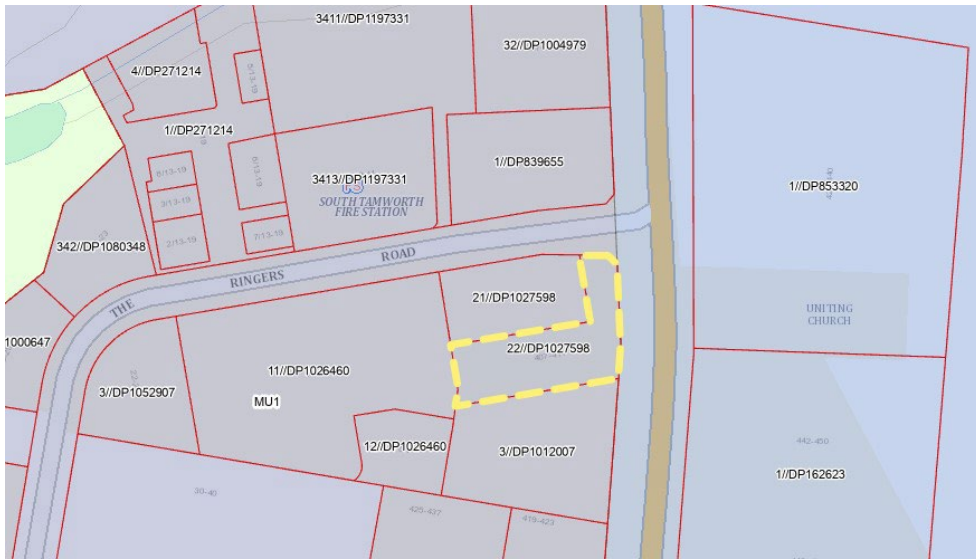 3411//DP1197331
32//DP1004979
4//DP271214
5/13-19
1//DP271214
19
1//DP839655
6/13-19
8/13-19
3413//DP1197331
1//DP853320
SOUTH TAMWORTH
FIRE STATION
3/13-19
2/13-19
7/13-19
342//DP1080348
THE RINGERS ROAD
21//DP1027598
UNITING
CHURCH
1000647
22//DP1027598
11//DP1026460
3//DP1052907
MU1
12//DP1026460
3//DP1012007
442-450
1//DP162623
30-40
425-437
419-423